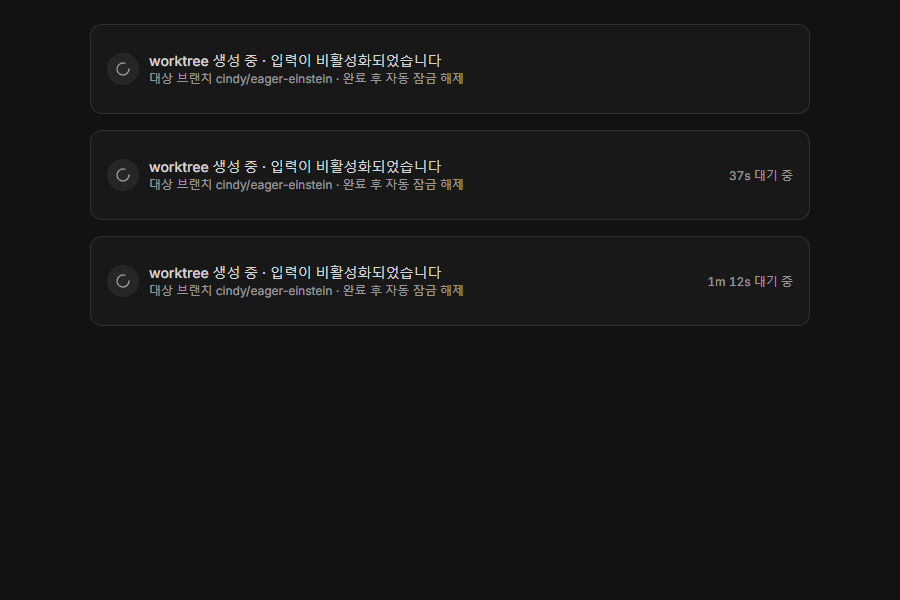 worktree 생성 중 · 입력이 비활성화되었습니다
대상 브랜치 cindy/eager-einstein · 완료 후 자동 잠금 해제
worktree 생성 중 · 입력이 비활성화되었습니다
대상 브랜치 cindy/eager-einstein · 완료 후 자동 잠금 해제
37s 대기 중
worktree 생성 중 · 입력이 비활성화되었습니다
대상 브랜치 cindy/eager-einstein · 완료 후 자동 잠금 해제
1m 12s 대기 중